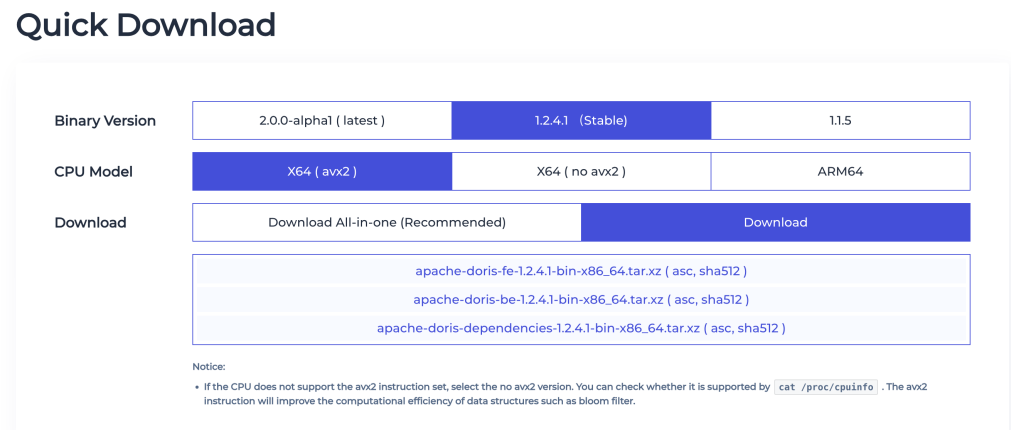 Quick Download
Binary Version
2.0.0-alpha1 ( latest )
1.2.4.1 （Stable)
1.1.5
CPU Model
X64 ( avx2 )
X64 ( no avx2 )
ARM64
Download
Download All-in-one (Recommended)
Download
apache-doris-fe-1.2.4.1-bin-x86_64.tar.xz ( asc, sha512 )
apache-doris-be-1.2.4.1-bin-x86_64.tar.xz ( asc, sha512 )
apache-doris-dependencies-1.2.4.1-bin-x86_64.tar.xz ( asc, sha512 )
Notice:
• If the CPU does not support the avx2 instruction set, select the no avx2 version. You can check whether it is supported by cat /proc/cpuinfo . The avx2
instruction will improve the computational efficiency of data structures such as bloom filter.